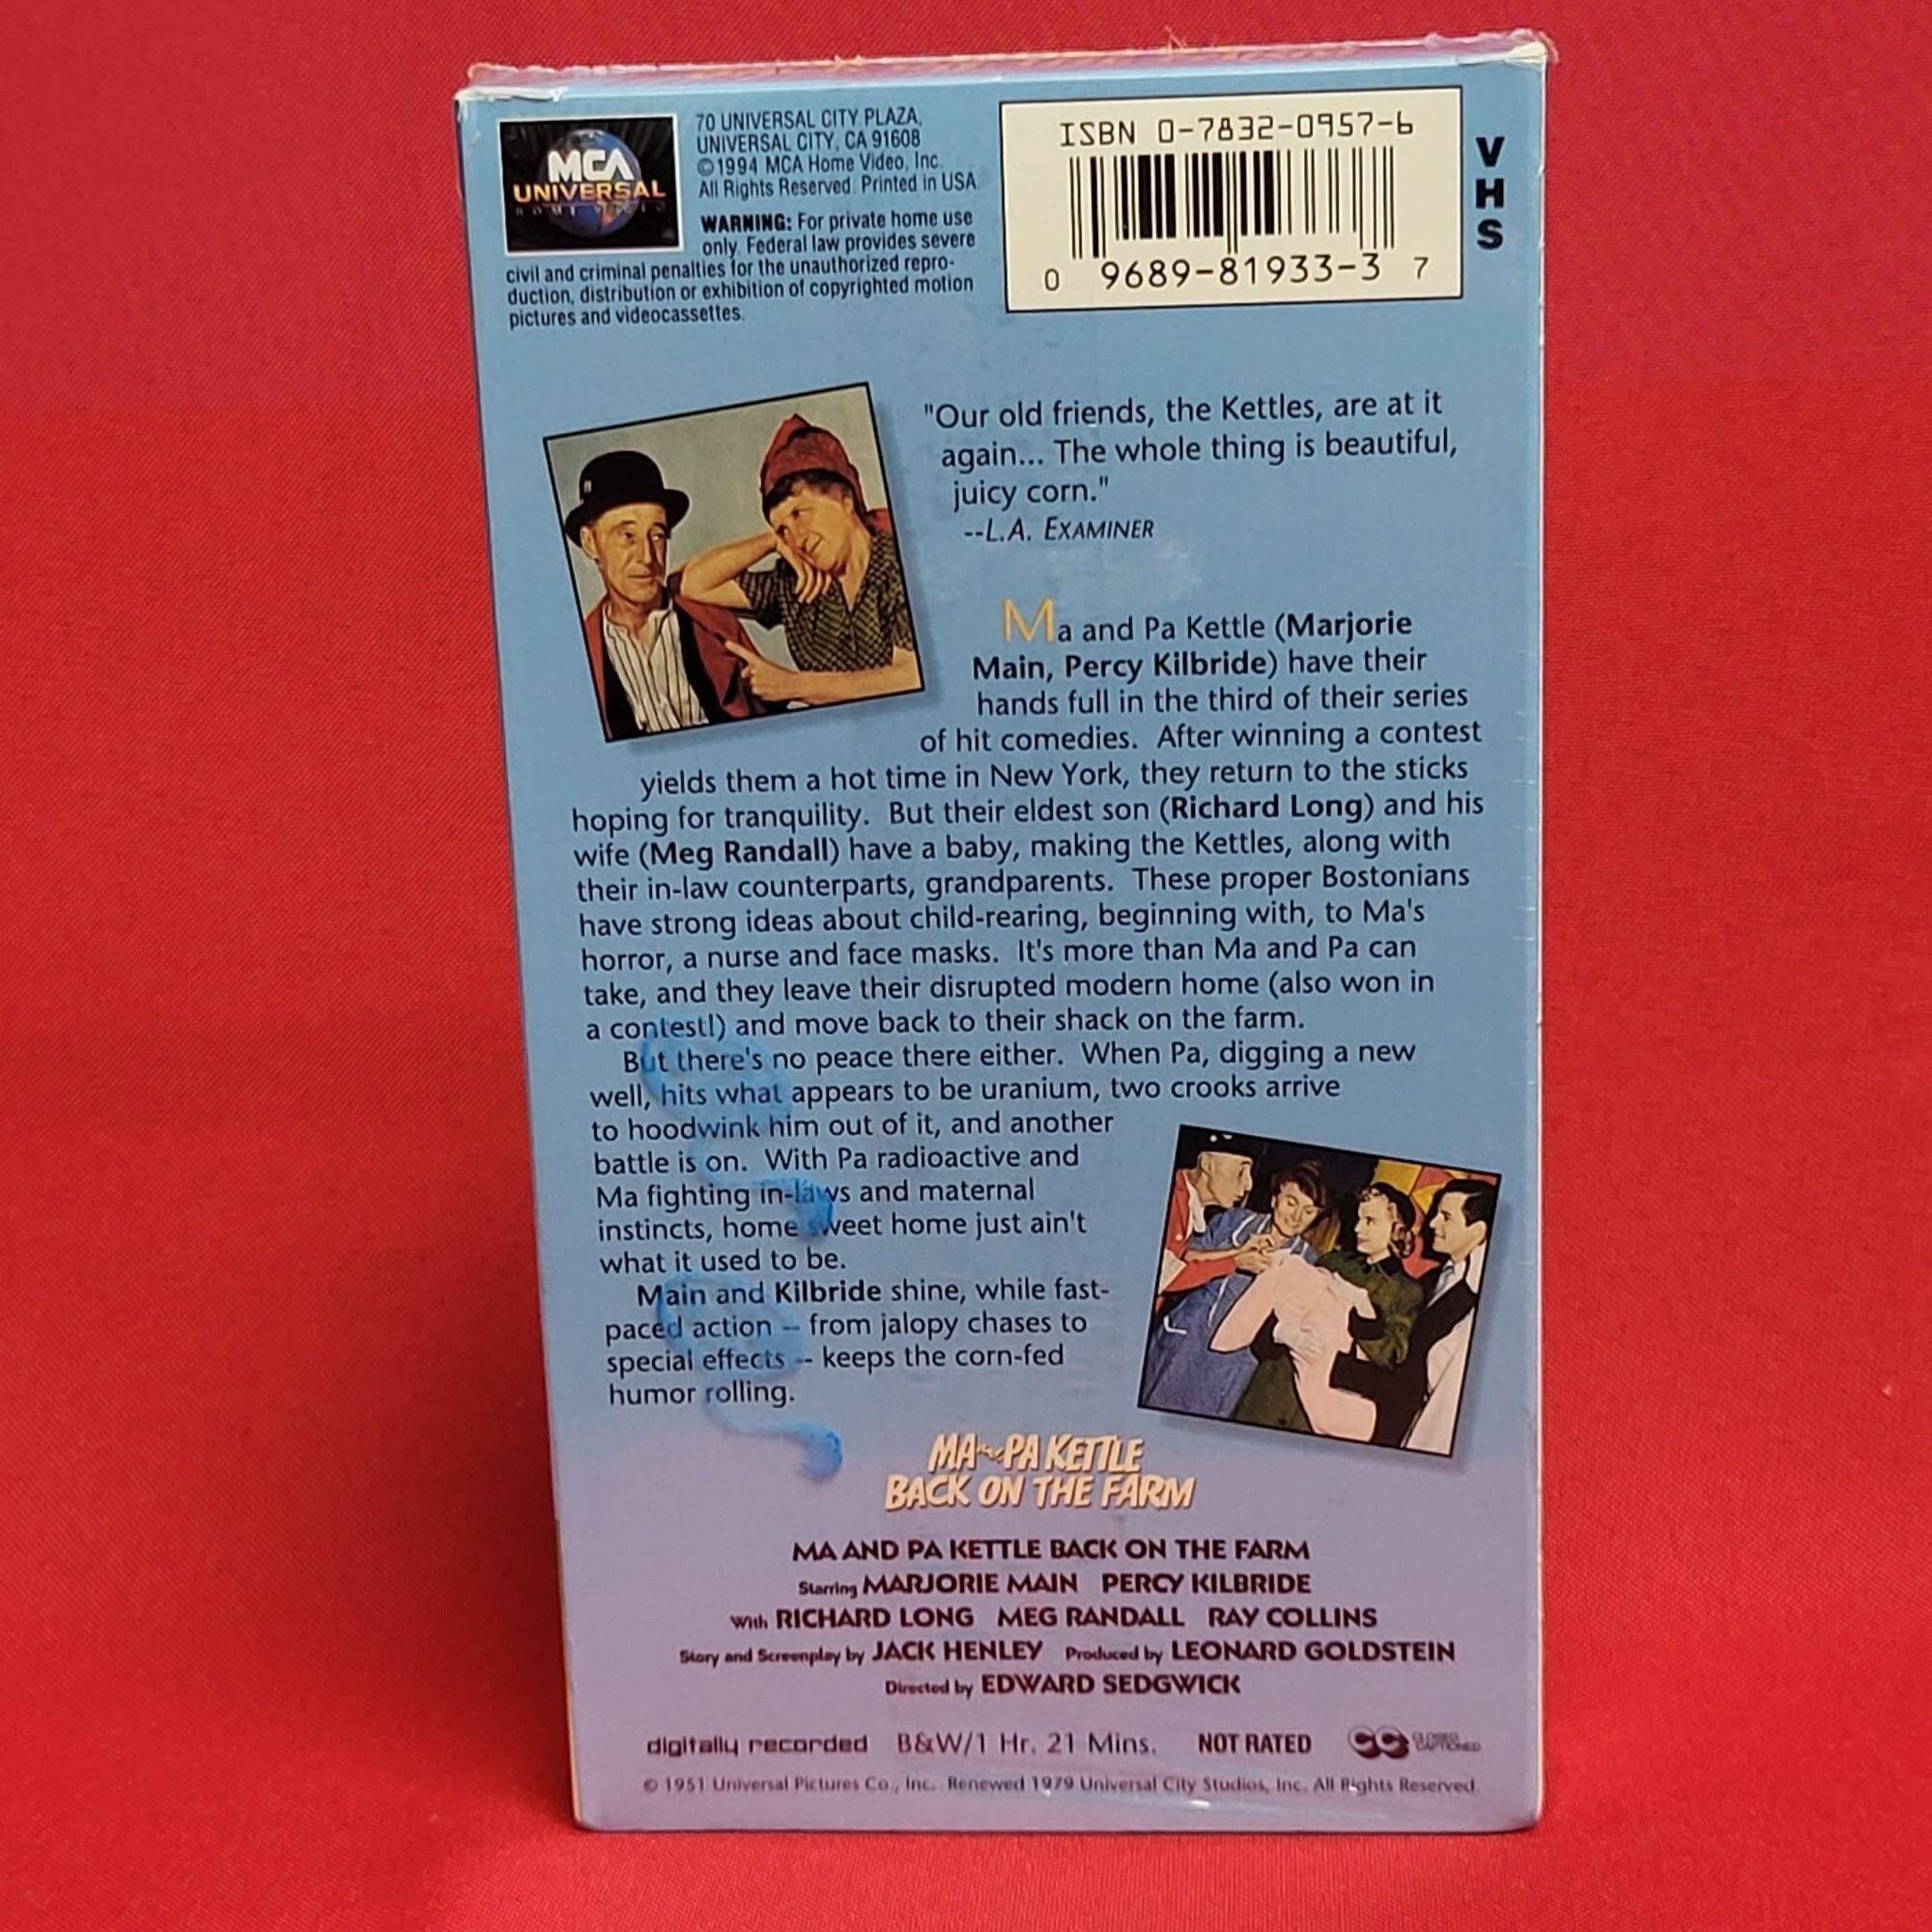 MCA
UNIVERSAL
HOME VIDEO
70 UNIVERSAL CITY PLAZA,
UNIVERSAL CITY, CA 91608
©1994 MCA Home Video, Inc.
All Rights Reserved. Printed in USA
WARNING: For private home use
only. Federal law provides severe
civil and criminal penalties for the unauthorized repro-
duction, distribution or exhibition of copyrighted motion
pictures and videocassettes.
ISBN 0-7832-0957-6
0 9689-81933-3 7
VHS
"Our old friends, the Kettles, are at it
again... The whole thing is beautiful,
juicy corn."
--L.A. EXAMINER
Ma and Pa Kettle (Marjorie
Main, Percy Kilbride) have their
hands full in the third of their series
of hit comedies. After winning a contest
yields them a hot time in New York, they return to the sticks
hoping for tranquility. But their eldest son (Richard Long) and his
wife (Meg Randall) have a baby, making the Kettles, along with
their in-law counterparts, grandparents. These proper Bostonians
have strong ideas about child-rearing, beginning with, to Ma's
horror, a nurse and face masks. It's more than Ma and Pa can
take, and they leave their disrupted modern home (also won in
a contest!) and move back to their shack on the farm.
But there's no peace there either. When Pa, digging a new
well, hits what appears to be uranium, two crooks arrive
to hoodwink him out of it, and another
battle is on. With Pa radioactive and
Ma fighting in-laws and maternal
instincts, home sweet home just ain't
what it used to be.
Main and Kilbride shine, while fast-
paced action -- from jalopy chases to
special effects -- keeps the corn-fed
humor rolling.
MA and PA KETTLE
BACK ON THE FARM
MA AND PA KETTLE BACK ON THE FARM
Starring MARJORIE MAIN PERCY KILBRIDE
With RICHARD LONG MEG RANDALL RAY COLLINS
Story and Screenplay by JACK HENLEY Produced by LEONARD GOLDSTEIN
Directed by EDWARD SEDGWICK
digitally recorded B&W/1 Hr. 21 Mins. NOT RATED CC CLOSED CAPTIONED
© 1951 Universal Pictures Co., Inc. Renewed 1979 Universal City Studios, Inc. All Rights Reserved.